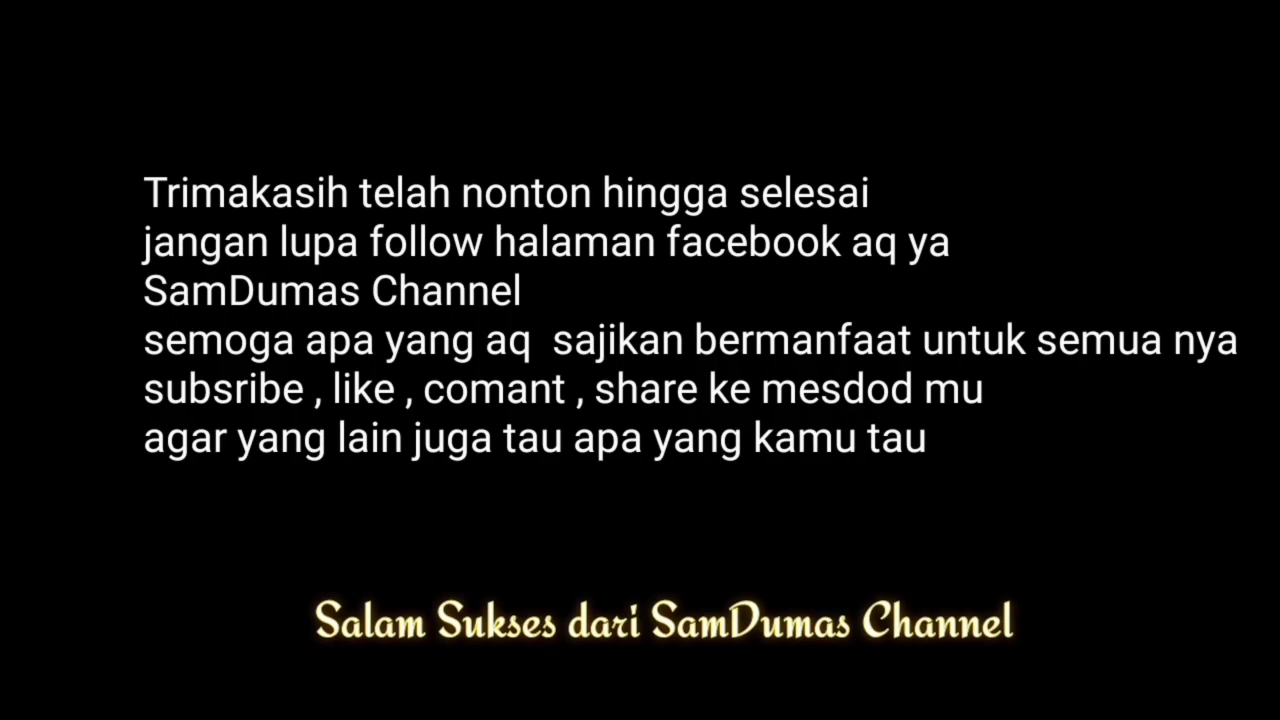 Trimakasih telah nonton hingga selesai
jangan lupa follow halaman facebook aq ya
SamDumas Channel
semoga apa yang aq  sajikan bermanfaat untuk semua nya
subsribe , like , comant , share ke mesdod mu
agar yang lain juga tau apa yang kamu tau
Salam Sukses dari SamDumas Channel